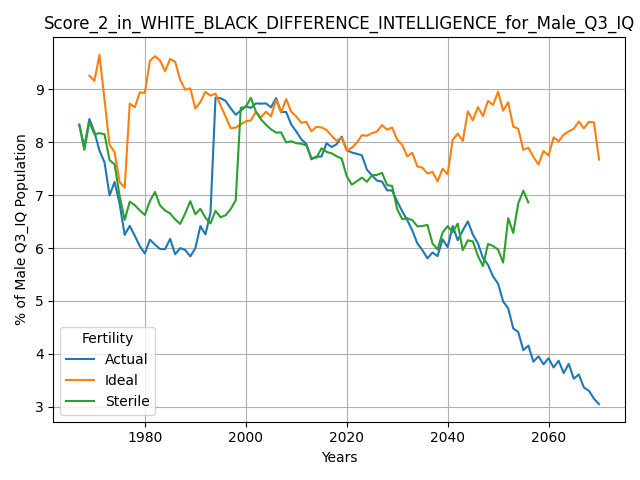 Score_2_in_WHITE_BLACK_DIFFERENCE_INTELLIGENCE_for_Male_Q3_IQ
% of Male Q3_IQ Population
9
8
7
6
5
4
3
Fertility
Actual
Ideal
Sterile
1980
2000
2020
2040
2060
Years